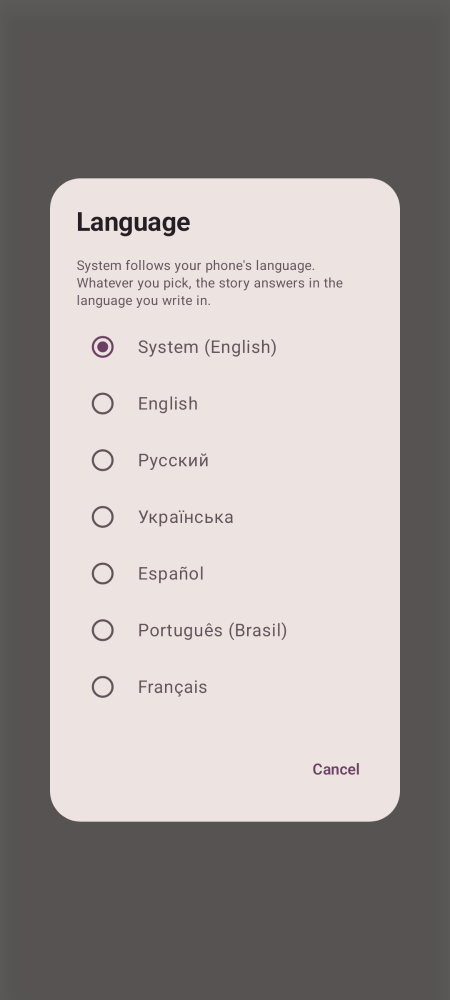 Language
System follows your phone's language.
Whatever you pick, the story answers in the
language you write in.
System (English)
English
Русский
Українська
Español
Português (Brasil)
Français
Cancel